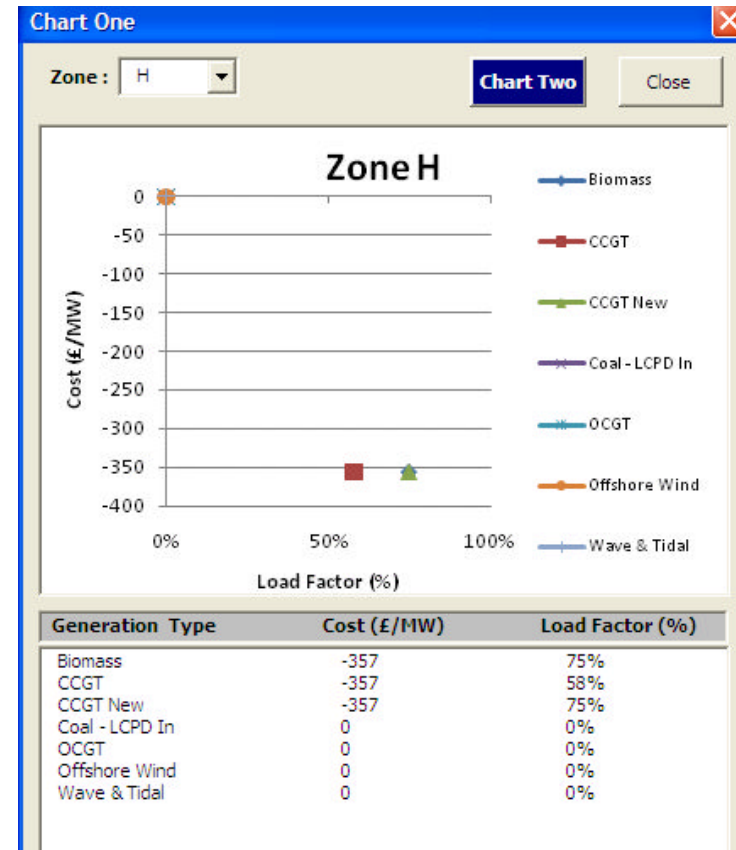 Chart One
Zone : H
Chart Two
Close
Zone H
0
-50
-100
-150
-200
-250
-300
-350
-400
Cost (£/MW)
0% 50% 100%
Load Factor (%)
Biomass
CCGT
CCGT New
Coal - LCPD In
OCGT
Offshore Wind
Wave & Tidal
Generation Type Cost (£/MW) Load Factor (%)
Biomass -357 75%
CCGT -357 58%
CCGT New -357 75%
Coal - LCPD In 0 0%
OCGT 0 0%
Offshore Wind 0 0%
Wave & Tidal 0 0%